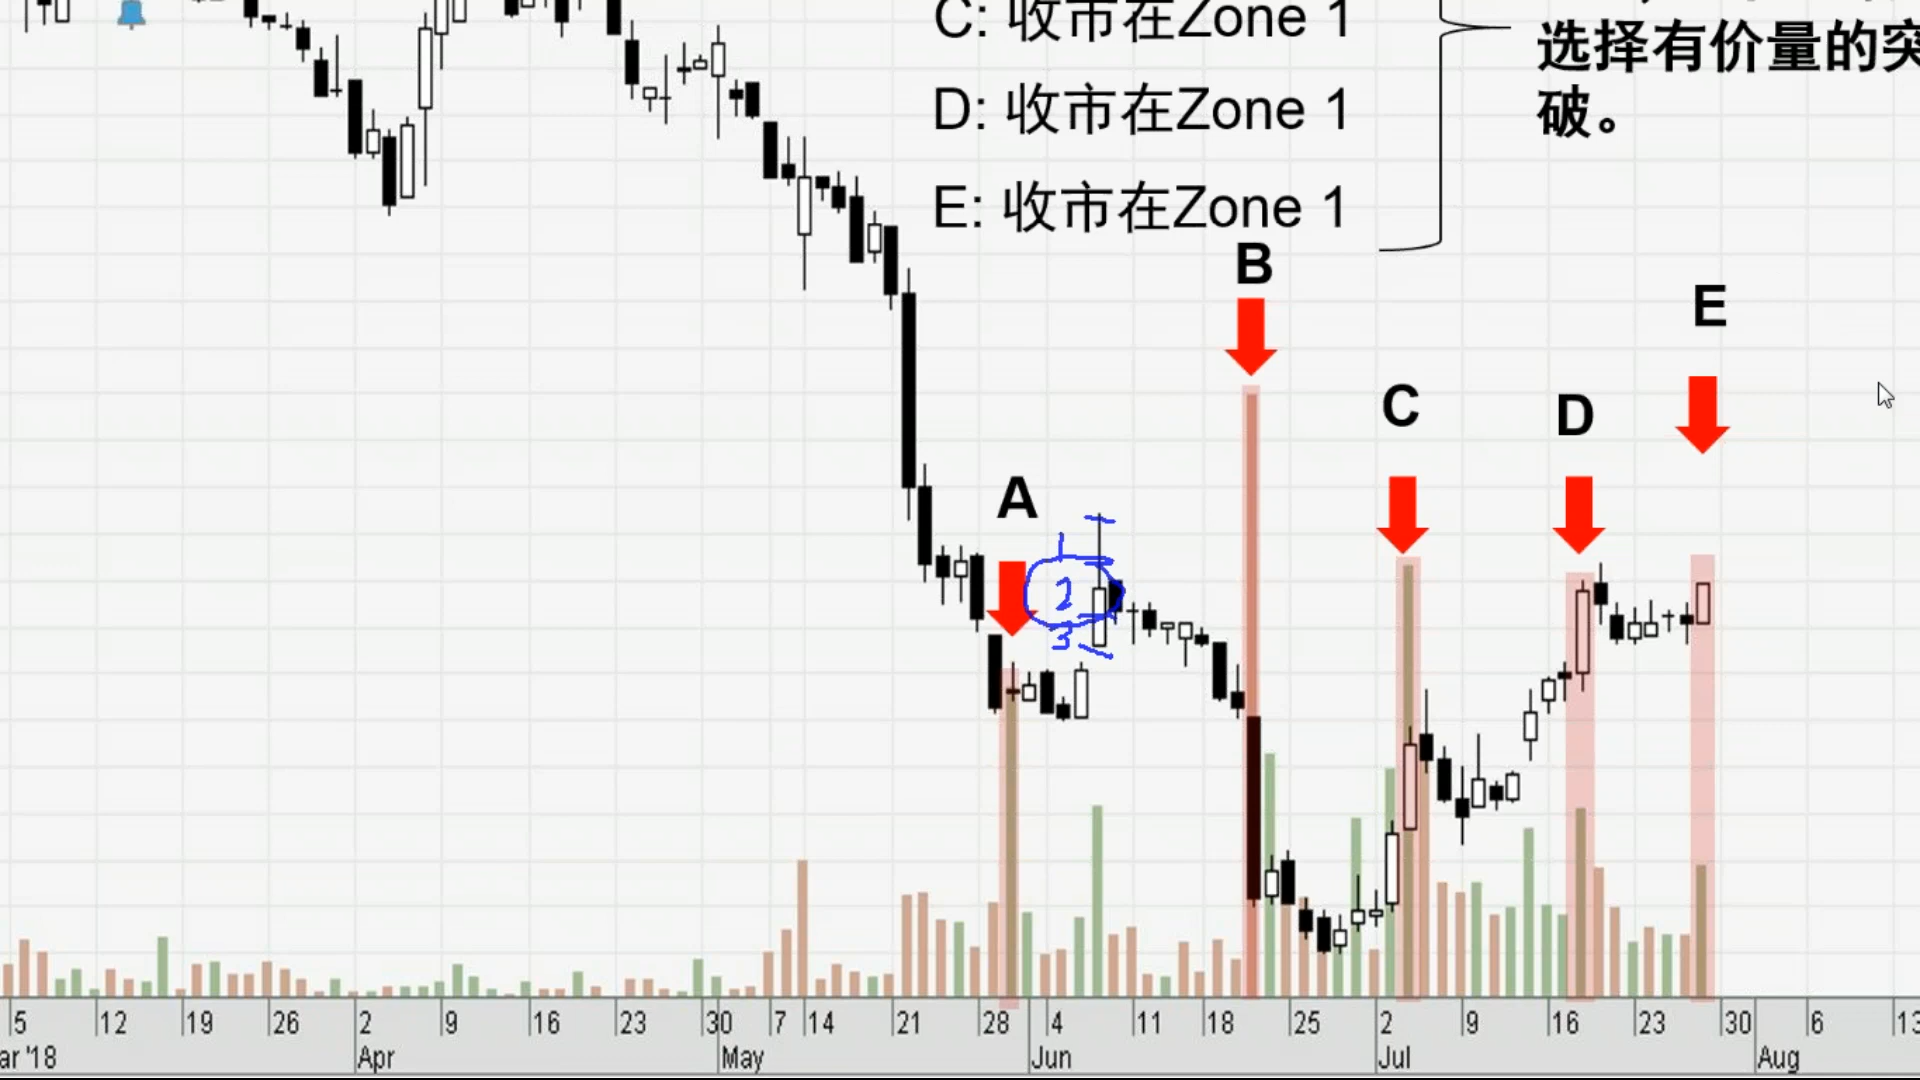 C: 收市在Zone 1
选择有价量的突
破。
D: 收市在Zone 1
E: 收市在Zone 1
B
E
C
D
A
1
2
3
5 12 19 26 2 9 16 23 30 7 14 21 28 4 11 18 25 2 9 16 23 30 6 13
ar '18 Apr May Jun Jul Aug